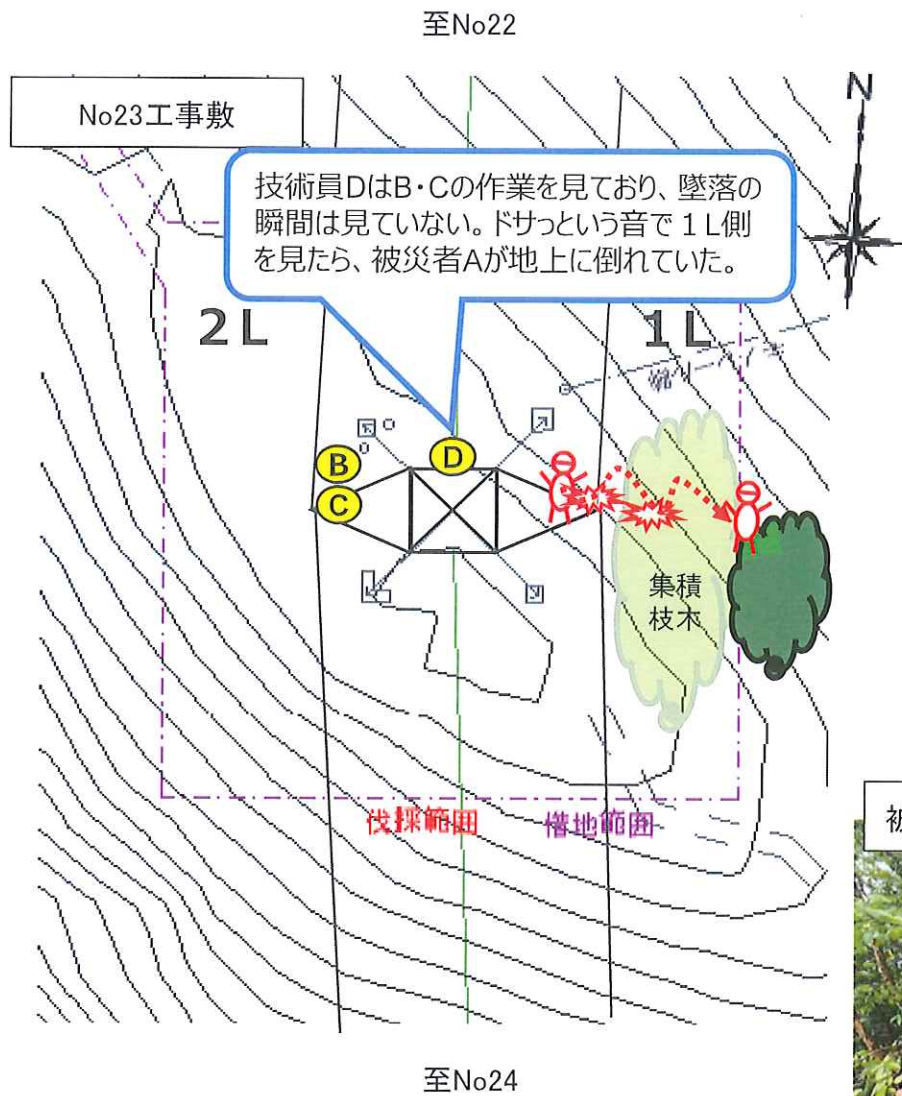 至No22
No23工事敷
N
技術員DはB・Cの作業を見ており、墜落の
瞬間は見ていない。ドサっという音で1L側
を見たら、被災者Aが地上に倒れていた。
2L
1L
B
D
C
集積
枝木
伐採範囲
借地範囲
至No24
被